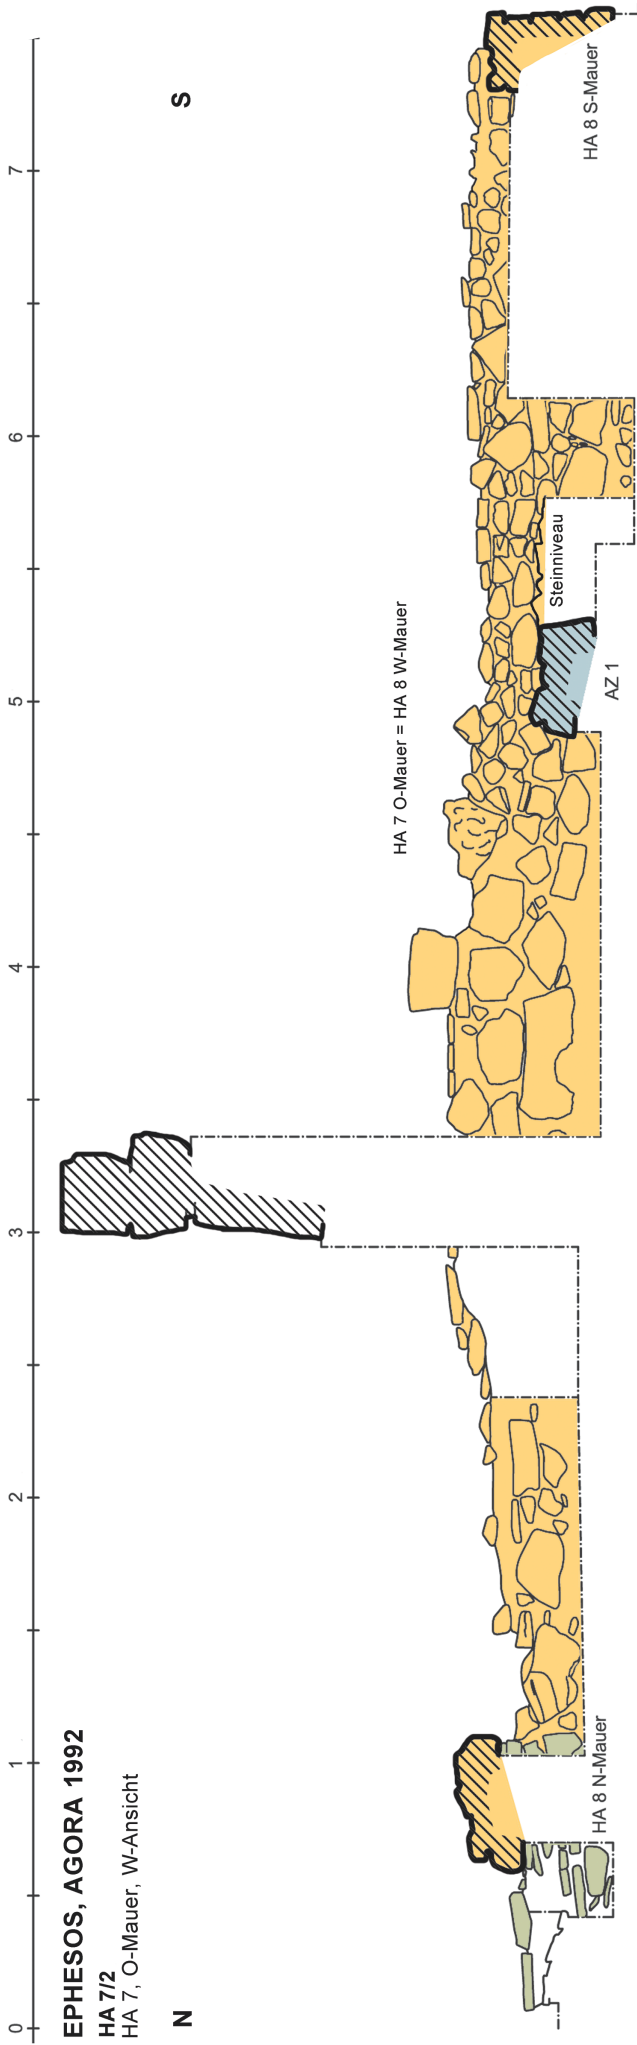 0 1 2 3 4 5 6 7
EPHESOS, AGORA 1992
HA 7/2
HA 7, O-Mauer, W-Ansicht
N
S
HA 7 O-Mauer = HA 8 W-Mauer
Steinniveau
AZ 1
HA 8 N-Mauer
HA 8 S-Mauer